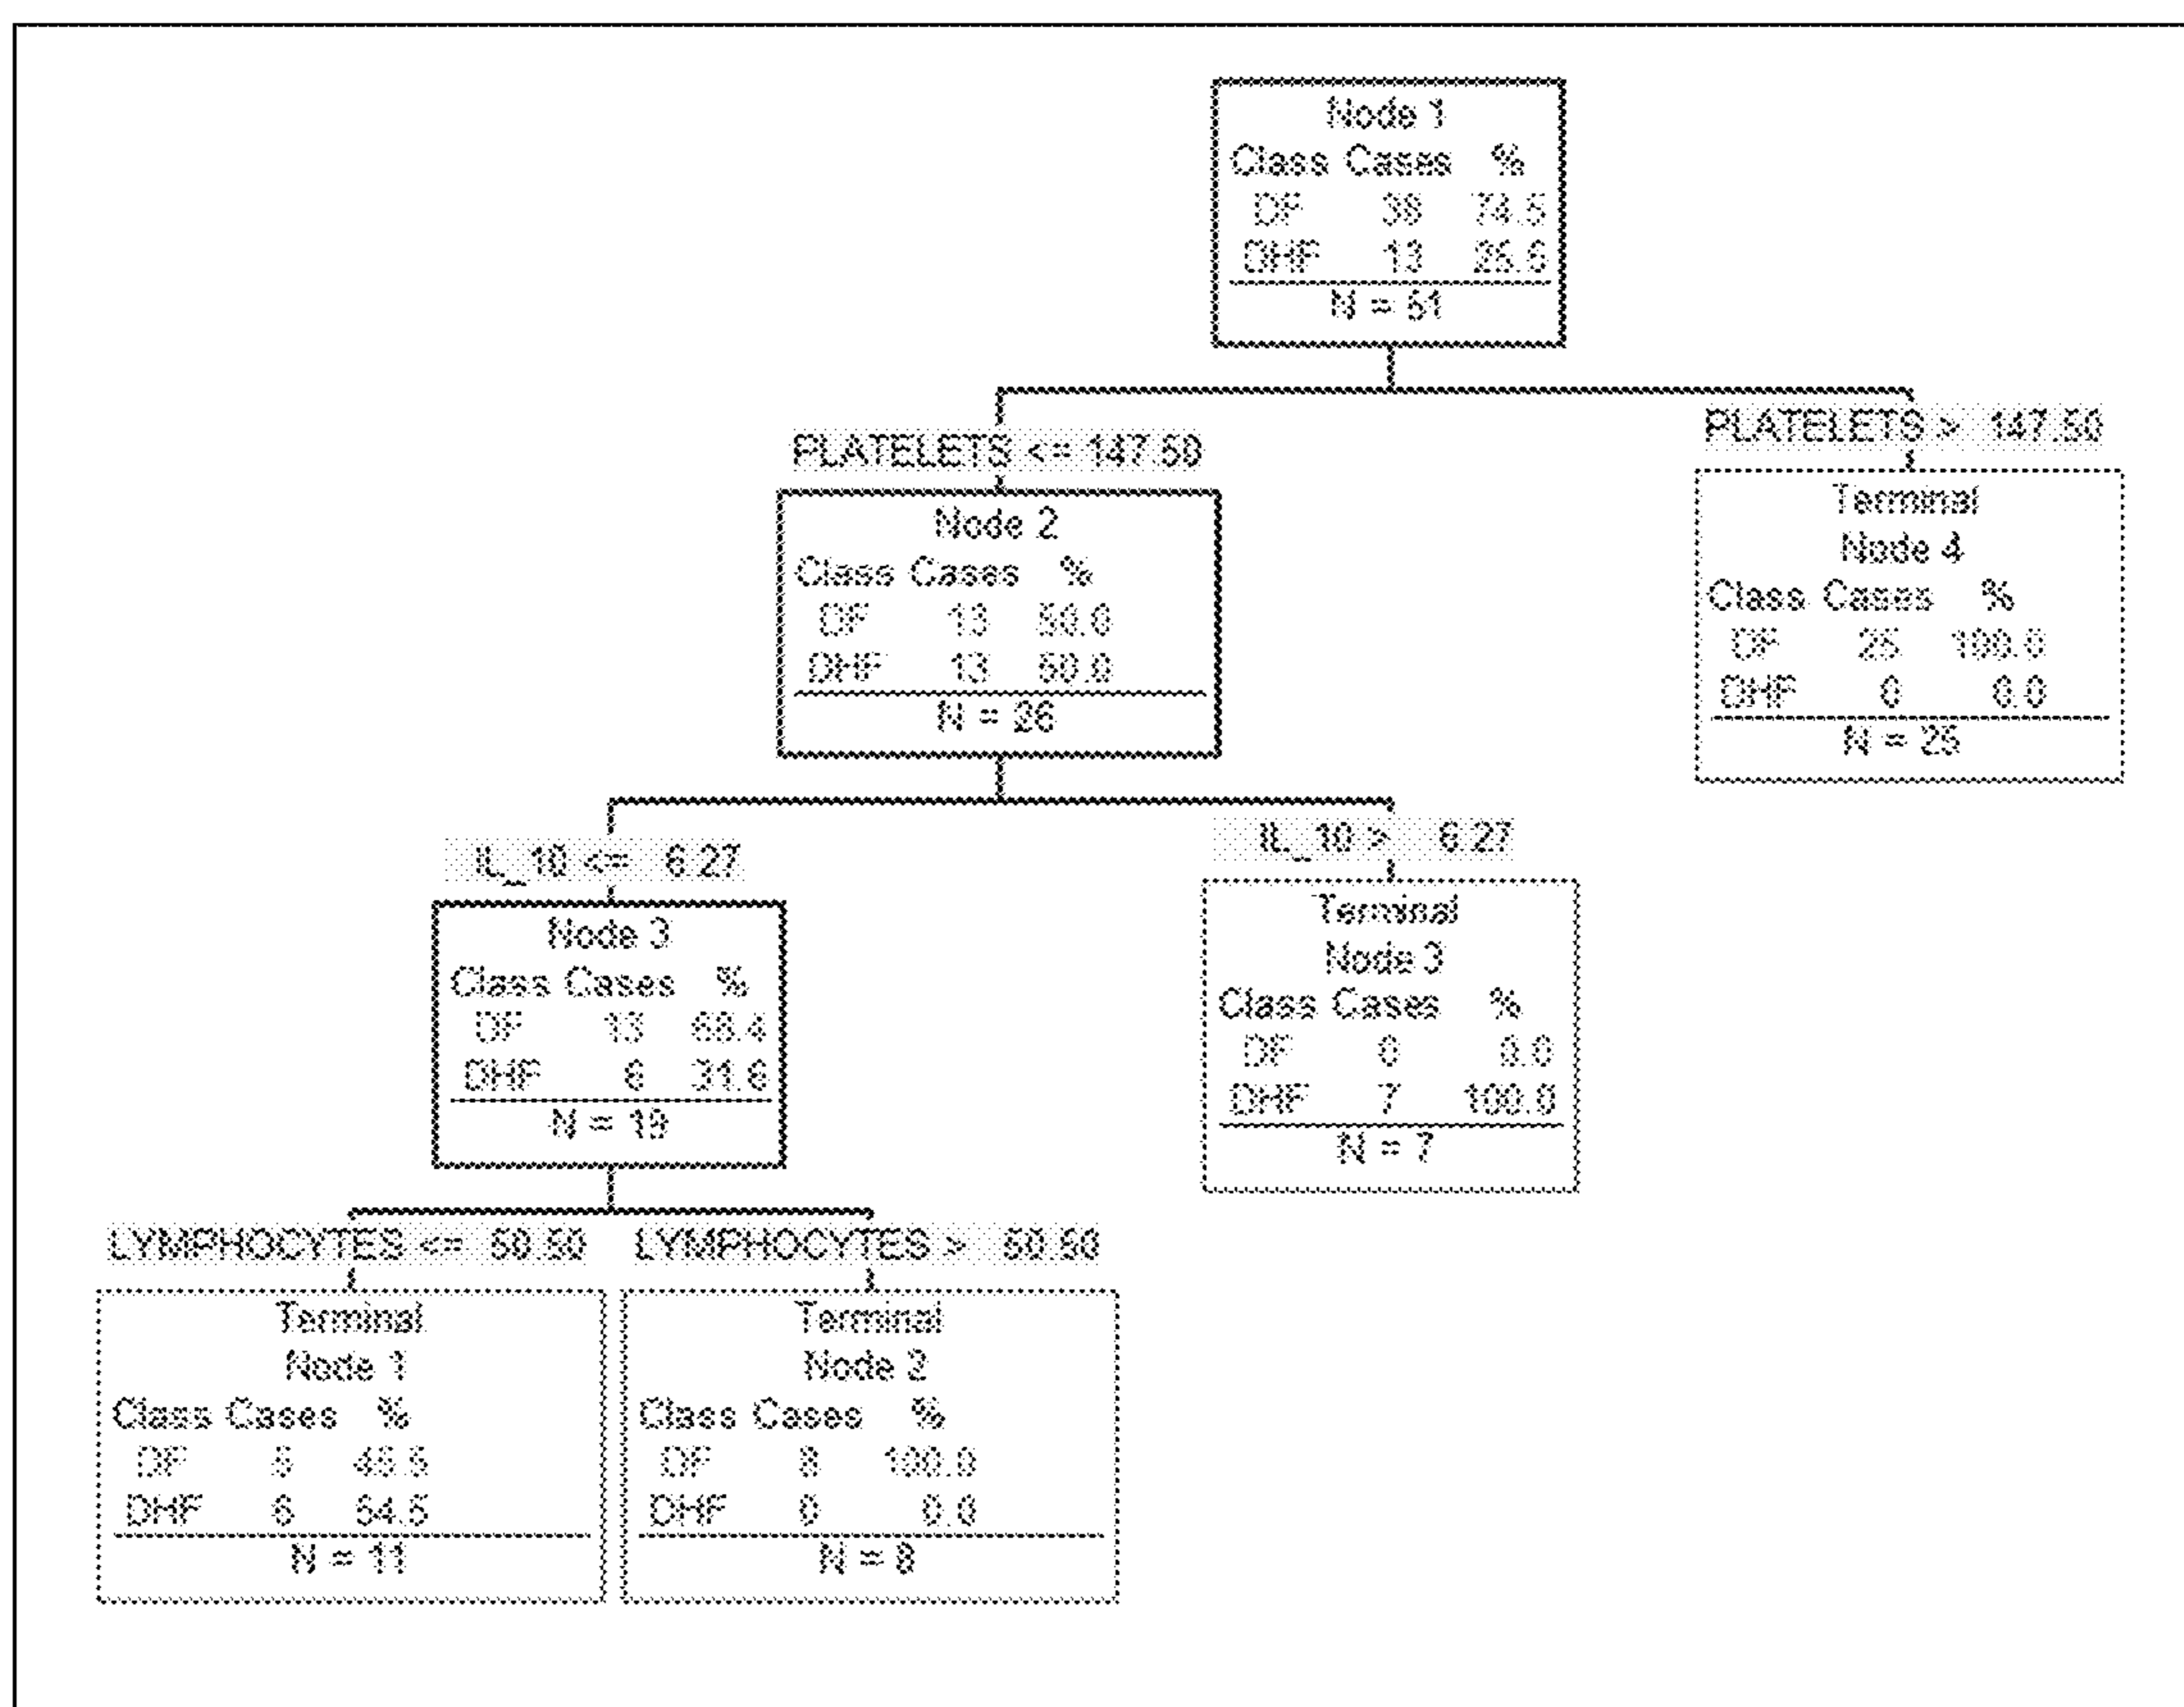 Node 1
Class Cases %
DF 38 74.5
DHF 13 25.5
N = 51
PLATELETS <= 147.50
PLATELETS > 147.50
Node 2
Class Cases %
DF 13 50.0
DHF 13 50.0
N = 26
Terminal
Node 4
Class Cases %
DF 25 100.0
DHF 0 0.0
N = 25
IL_10 <= 6.27
IL_10 > 6.27
Node 3
Class Cases %
DF 13 68.4
DHF 6 31.6
N = 19
Terminal
Node 3
Class Cases %
DF 0 0.0
DHF 7 100.0
N = 7
LYMPHOCYTES <=
LYMPHOCYTES >
Terminal
Node 1
Class Cases %
DF 5 45.5
DHF 6 54.5
N = 11
Terminal
Node 2
Class Cases %
DF 8 100.0
DHF 0 0.0
N = 8